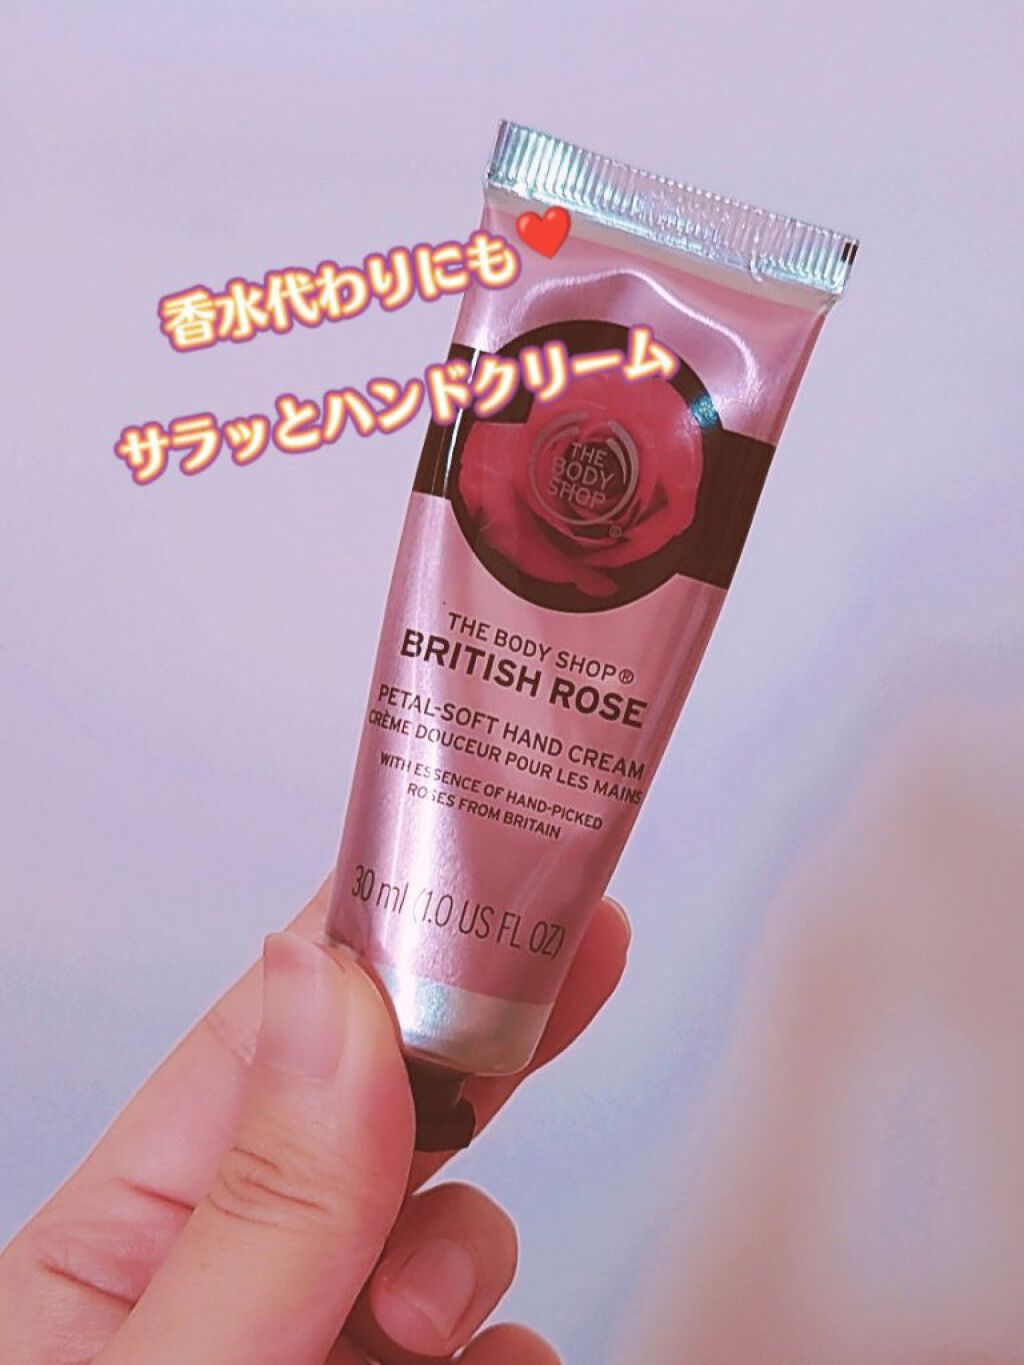 香水代わりにも❤️
サラッとハンドクリーム
THE
BODY
SHOP
®
THE BODY SHOP®
BRITISH ROSE
PETAL-SOFT HAND CREAM
CRÈME DOUCEUR POUR LES MAINS
WITH ESSENCE OF HAND-PICKED
ROSES FROM BRITAIN
30 ml (1.0 US FL OZ)